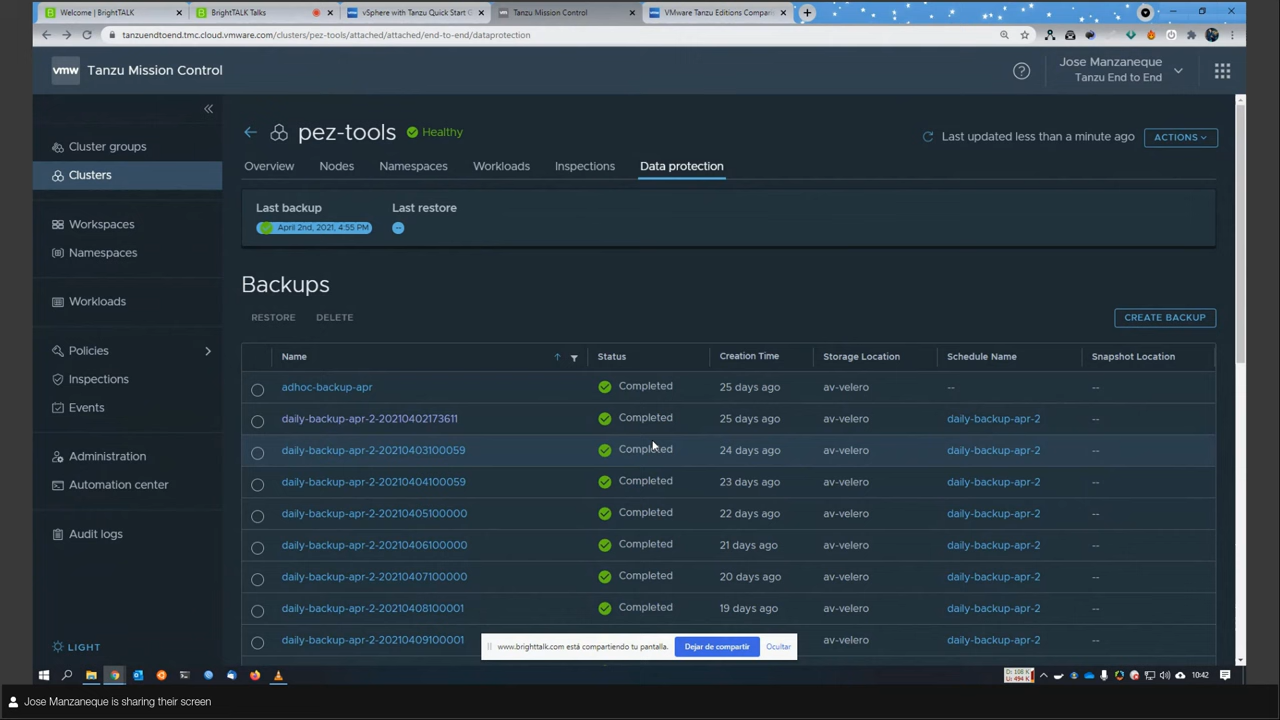 Welcome | BrightTALK
BrightTALK Talks
vSphere with Tanzu Quick Start G
Tanzu Mission Control
VMware Tanzu Editions Compari
tanzuendtoend.tmc.cloud.vmware.com/clusters/pez-tools/attached/attached/end-to-end/dataprotection
vmw Tanzu Mission Control
Jose Manzaneque
Tanzu End to End
Cluster groups
Clusters
Workspaces
Namespaces
Workloads
Policies
Inspections
Events
Administration
Automation center
Audit logs
LIGHT
pez-tools Healthy
Last updated less than a minute ago ACTIONS
Overview Nodes Namespaces Workloads Inspections Data protection
Last backup Last restore
April 2nd, 2021, 4:55 PM --
Backups
RESTORE DELETE CREATE BACKUP
Name Status Creation Time Storage Location Schedule Name Snapshot Location
adhoc-backup-apr Completed 25 days ago av-velero -- --
daily-backup-apr-2-20210402173611 Completed 25 days ago av-velero daily-backup-apr-2 --
daily-backup-apr-2-20210403100059 Completed 24 days ago av-velero daily-backup-apr-2 --
daily-backup-apr-2-20210404100059 Completed 23 days ago av-velero daily-backup-apr-2 --
daily-backup-apr-2-20210405100000 Completed 22 days ago av-velero daily-backup-apr-2 --
daily-backup-apr-2-20210406100000 Completed 21 days ago av-velero daily-backup-apr-2 --
daily-backup-apr-2-20210407100000 Completed 20 days ago av-velero daily-backup-apr-2 --
daily-backup-apr-2-20210408100001 Completed 19 days ago av-velero daily-backup-apr-2 --
daily-backup-apr-2-20210409100001 Completed 18 days ago av-velero daily-backup-apr-2 --
www.brighttalk.com está compartiendo tu pantalla. Dejar de compartir Ocultar
D: 108 K
U: 494 K
10:42
Jose Manzaneque is sharing their screen